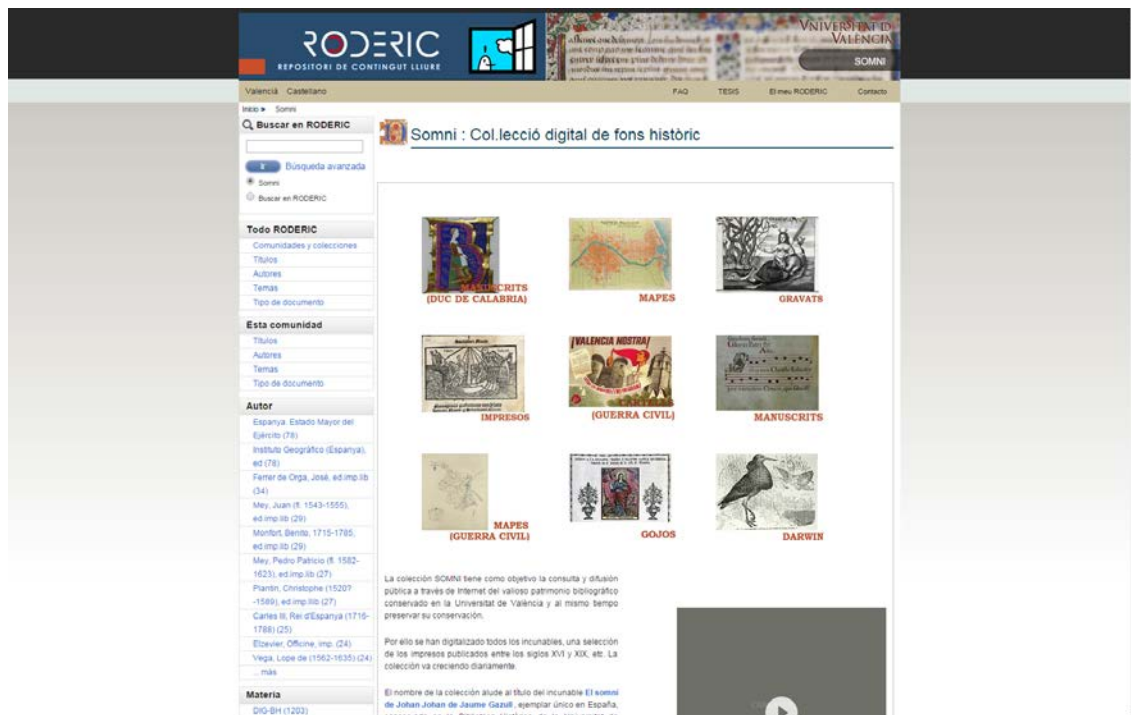 RODERIC
REPOSITORI DE CONTINGUT LLIURE
VNIVERSITAT D
VALÈNCIA
SOMNI
Valencià Castellano
FAQ TESIS El meu RODERIC Contacto
Inicio » Somni
Buscar en RODERIC
Búsqueda avanzada
Somni
Buscar en RODERIC
Todo RODERIC
Comunidades y colecciones
Títulos
Autores
Temas
Tipo de documento
Esta comunidad
Títulos
Autores
Temas
Tipo de documento
Autor
Espanya. Estado Mayor del
Ejército (78)
Instituto Geográfico (Espanya),
ed (78)
Ferrer de Orga, José, ed.imp.lib
(34)
Mey, Juan (fl. 1543-1555),
ed.imp.lib (29)
Monfort, Benito, 1715-1785,
ed.imp.lib (29)
Mey, Pedro Patricio (fl. 1582-
1623), ed.imp.lib (27)
Plantin, Christophe (1520?
-1589), ed.imp.lib (27)
Carles III, Rei d'Espanya (1716-
1788) (25)
Elzevier, Officine, imp. (24)
Vega, Lope de (1562-1635) (24)
... más
Materia
DIG-BH (1203)
Somni : Col.lecció digital de fons històric
MANUSCRITS
(DUC DE CALABRIA)
MAPES
GRAVATS
IMPRESOS
¡VALENCIA NOSTRA!
CARTELLS
(GUERRA CIVIL)
MANUSCRITS
MAPES
(GUERRA CIVIL)
GOJOS
DARWIN
La colección SOMNI tiene como objetivo la consulta y difusión
pública a través de Internet del valioso patrimonio bibliográfico
conservado en la Universitat de València y al mismo tiempo
preservar su conservación.
Por ello se han digitalizado todos los incunables, una selección
de los impresos publicados entre los siglos XVI y XIX, etc. La
colección va creciendo diariamente.
El nombre de la colección alude al título del incunable El somni
de Johan Johan de Jaume Gazull, ejemplar único en España,